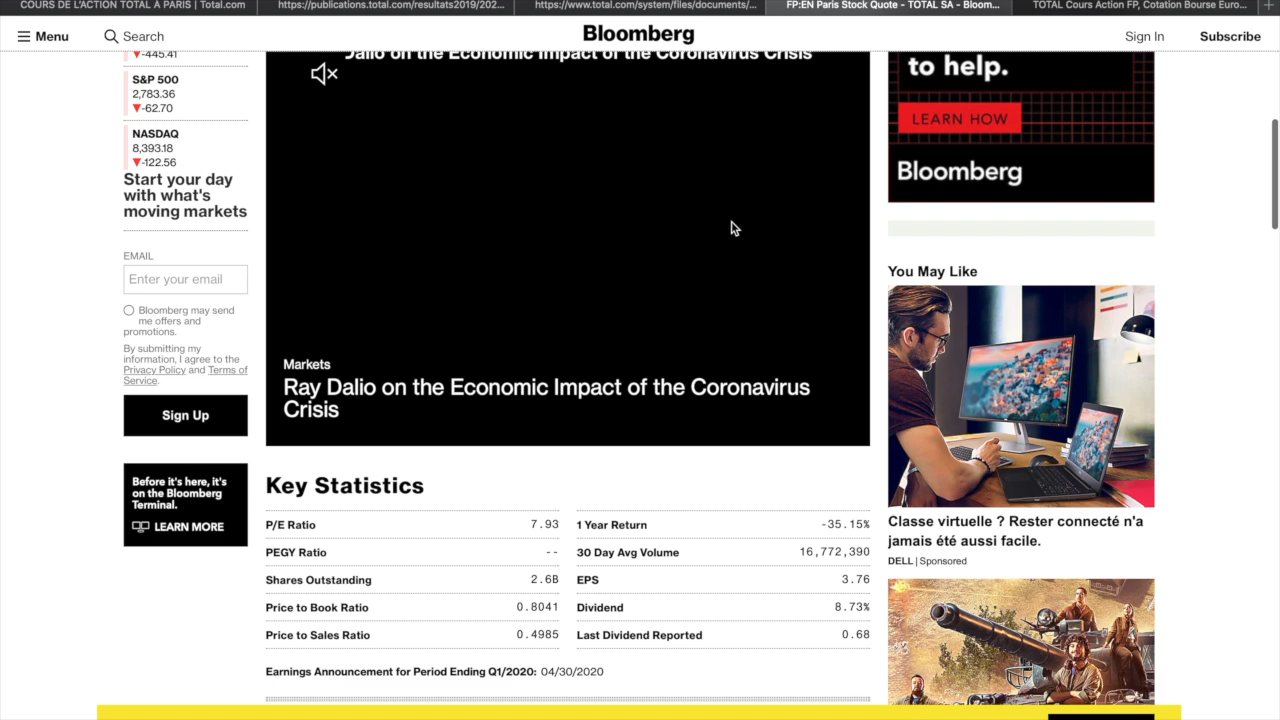 COURS DE L'ACTION TOTAL À PARIS | Total.com
https://publications.total.com/resultats2019/202...
https://www.total.com/system/files/documents/...
FP:EN Paris Stock Quote - TOTAL SA - Bloom...
TOTAL Cours Action FP, Cotation Bourse Euro...
Menu
Search
Bloomberg
Sign In
Subscribe
▼-445.41
S&P 500
2,783.36
▼-62.70
NASDAQ
8,393.18
▼-122.56
Start your day
with what's
moving markets
EMAIL
Enter your email
Bloomberg may send
me offers and
promotions.
By submitting my
information, I agree to the
Privacy Policy and Terms of
Service.
Sign Up
Before it's here, it's
on the Bloomberg
Terminal.
LEARN MORE
Dalio on the Economic Impact of the Coronavirus Crisis
Markets
Ray Dalio on the Economic Impact of the Coronavirus
Crisis
Key Statistics
P/E Ratio 7.93
PEGY Ratio --
Shares Outstanding 2.6B
Price to Book Ratio 0.8041
Price to Sales Ratio 0.4985
1 Year Return -35.15%
30 Day Avg Volume 16,772,390
EPS 3.76
Dividend 8.73%
Last Dividend Reported 0.68
Earnings Announcement for Period Ending Q1/2020: 04/30/2020
to help.
LEARN HOW
Bloomberg
You May Like
Classe virtuelle ? Rester connecté n'a
jamais été aussi facile.
DELL | Sponsored